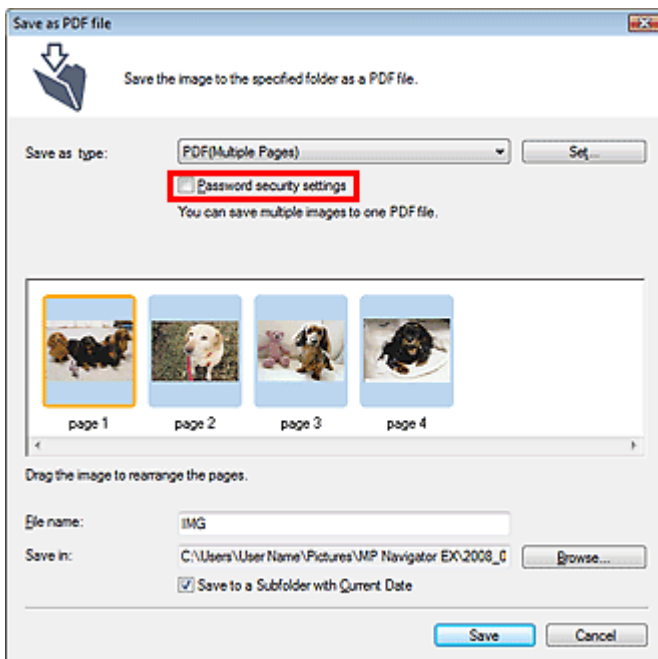 Save as PDF file
Save the image to the specified folder as a PDF file.
Save as type: PDF(Multiple Pages) Set...
Password security settings
You can save multiple images to one PDF file.
page 1 page 2 page 3 page 4
Drag the image to rearrange the pages.
File name: IMG
Save in: C:\Users\User Name\Pictures\MP Navigator EX\2008_0 Browse...
Save to a Subfolder with Current Date
Save Cancel